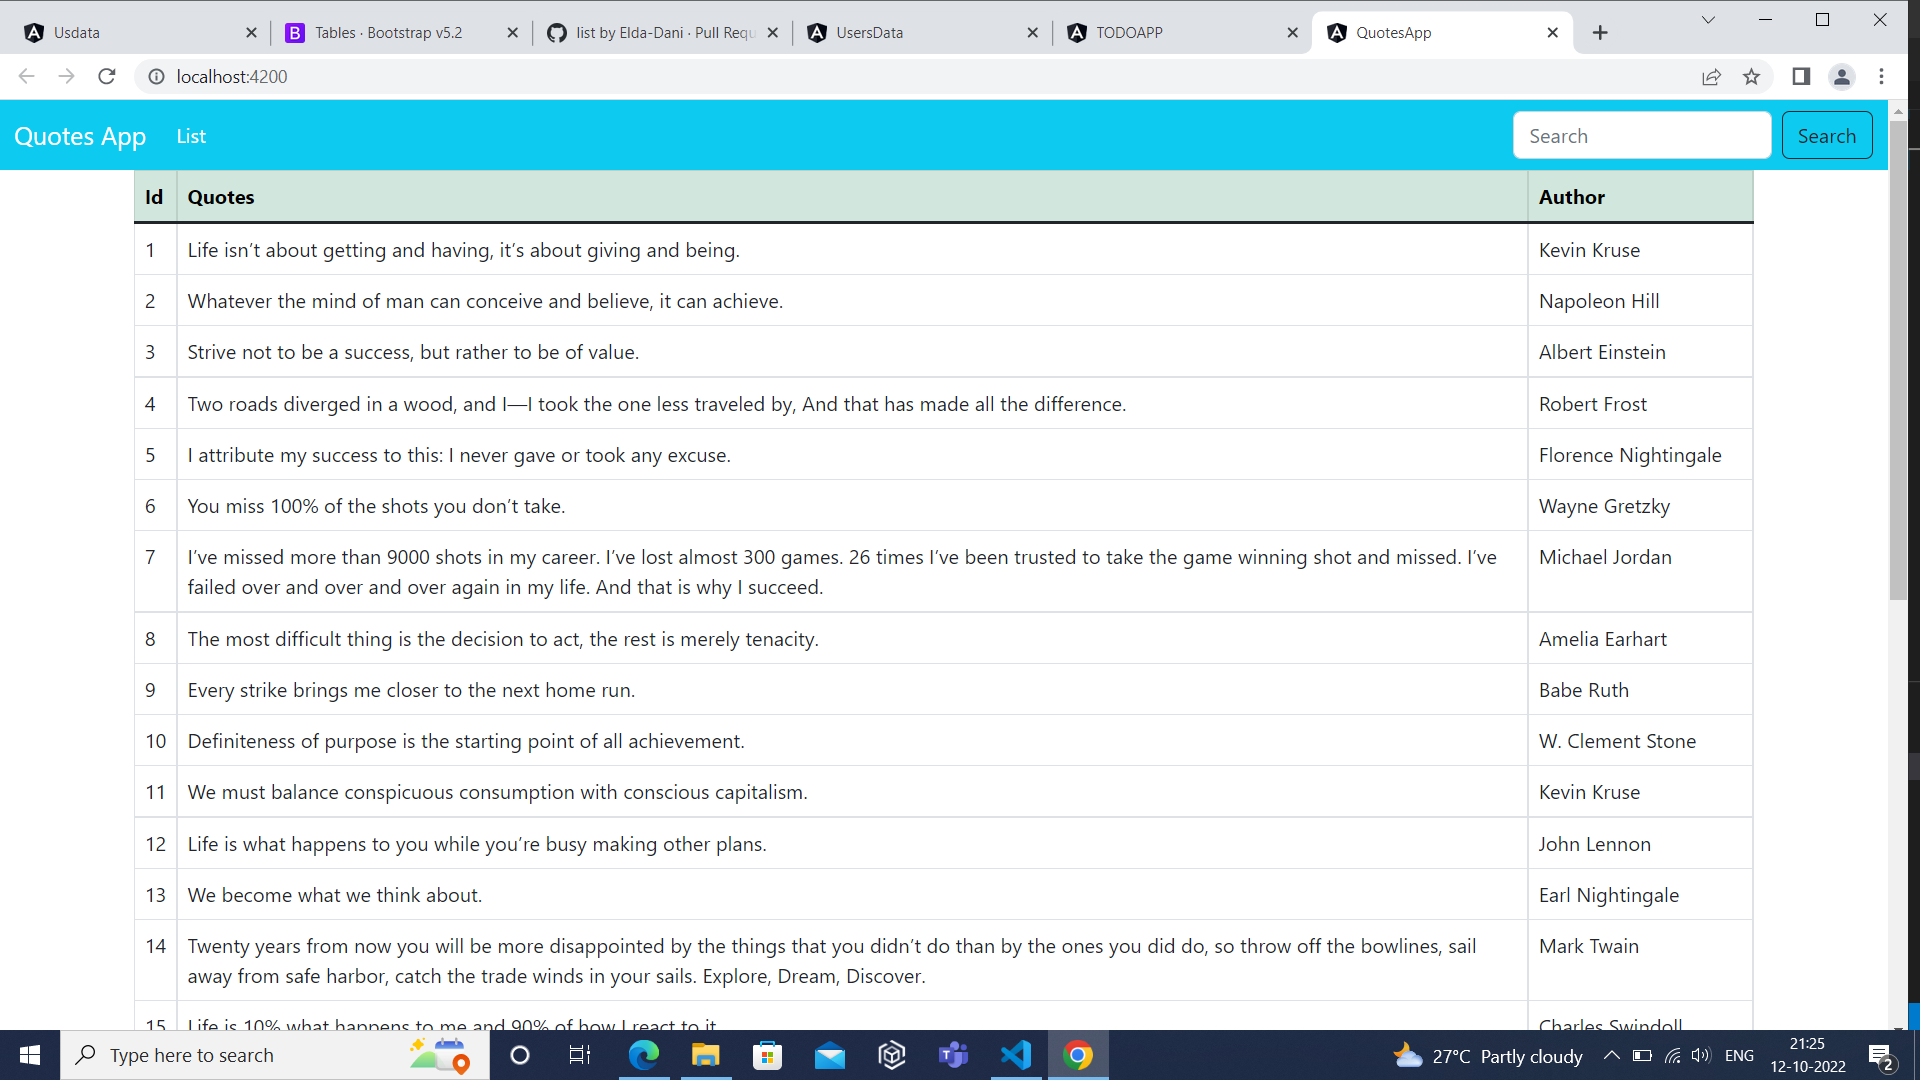 Usdata
Tables · Bootstrap v5.2
list by Elda-Dani · Pull Requ
UsersData
TODOAPP
QuotesApp
localhost:4200
Quotes App List Search Search
Id Quotes Author
1 Life isn’t about getting and having, it’s about giving and being. Kevin Kruse
2 Whatever the mind of man can conceive and believe, it can achieve. Napoleon Hill
3 Strive not to be a success, but rather to be of value. Albert Einstein
4 Two roads diverged in a wood, and I—I took the one less traveled by, And that has made all the difference. Robert Frost
5 I attribute my success to this: I never gave or took any excuse. Florence Nightingale
6 You miss 100% of the shots you don’t take. Wayne Gretzky
7 I’ve missed more than 9000 shots in my career. I’ve lost almost 300 games. 26 times I’ve been trusted to take the game winning shot and missed. I’ve Michael Jordan
failed over and over and over again in my life. And that is why I succeed.
8 The most difficult thing is the decision to act, the rest is merely tenacity. Amelia Earhart
9 Every strike brings me closer to the next home run. Babe Ruth
10 Definiteness of purpose is the starting point of all achievement. W. Clement Stone
11 We must balance conspicuous consumption with conscious capitalism. Kevin Kruse
12 Life is what happens to you while you’re busy making other plans. John Lennon
13 We become what we think about. Earl Nightingale
14 Twenty years from now you will be more disappointed by the things that you didn’t do than by the ones you did do, so throw off the bowlines, sail Mark Twain
away from safe harbor, catch the trade winds in your sails. Explore, Dream, Discover.
15 Life is 10% what happens to me and 90% of how I react to it. Charles Swindoll
Type here to search
27°C Partly cloudy
ENG
21:25
12-10-2022
2